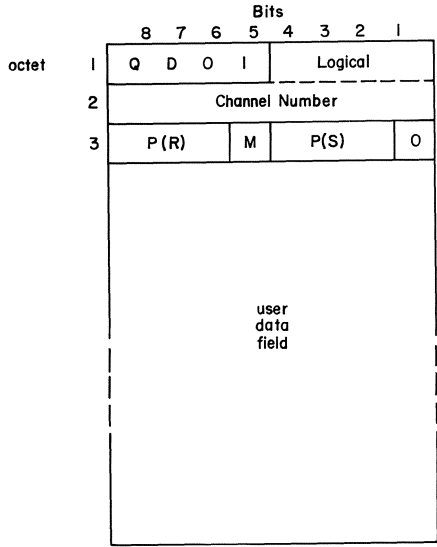 Bits
8 7 6 5 4 3 2 1
octet 1 Q D 0 1 Logical
2 Channel Number
3 P(R) M P(S) 0
user
data
field